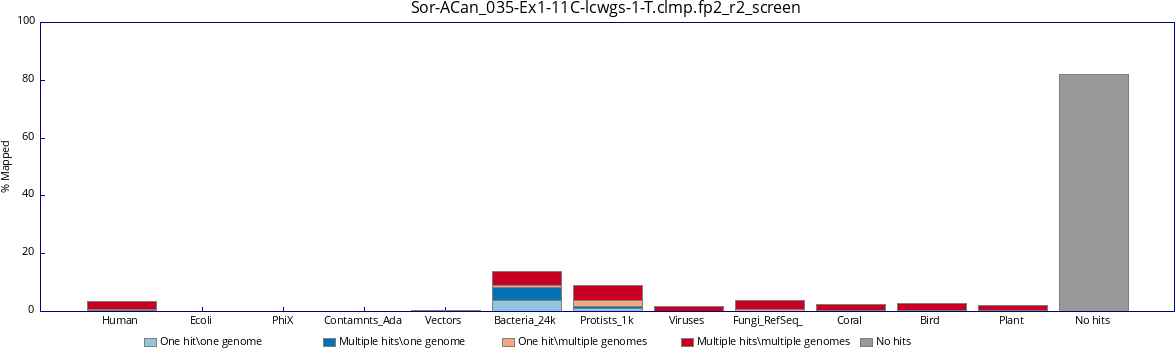 Sor-ACan_035-Ex1-11C-lcwgs-1-T.clmp.fp2_r2_screen
100
80
60
40
20
0
% Mapped
Human Ecoli PhiX Contamnts_Ada Vectors Bacteria_24k Protists_1k Viruses Fungi_RefSeq_ Coral Bird Plant No hits
One hit\one genome Multiple hits\one genome One hit\multiple genomes Multiple hits\multiple genomes No hits